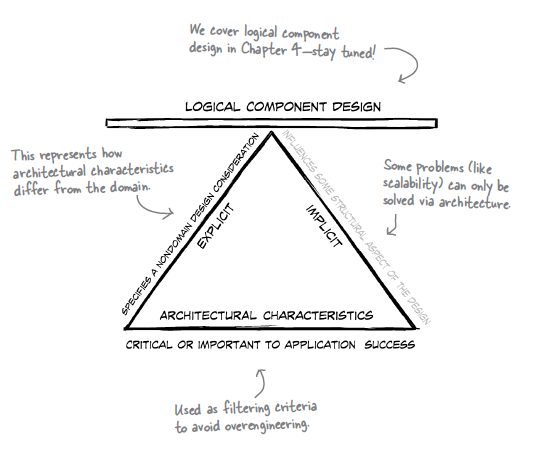 We cover logical component
design in Chapter 4—stay tuned!
LOGICAL COMPONENT DESIGN
This represents how
architectural characteristics
differ from the domain.
SPECIFIES A NONDOMAIN DESIGN CONSIDERATION
EXPLICIT
INFLUENCES SOME STRUCTURAL ASPECT OF THE DESIGN
IMPLICIT
Some problems (like
scalability) can only be
solved via architecture.
ARCHITECTURAL CHARACTERISTICS
CRITICAL OR IMPORTANT TO APPLICATION SUCCESS
Used as filtering criteria
to avoid overengineering.